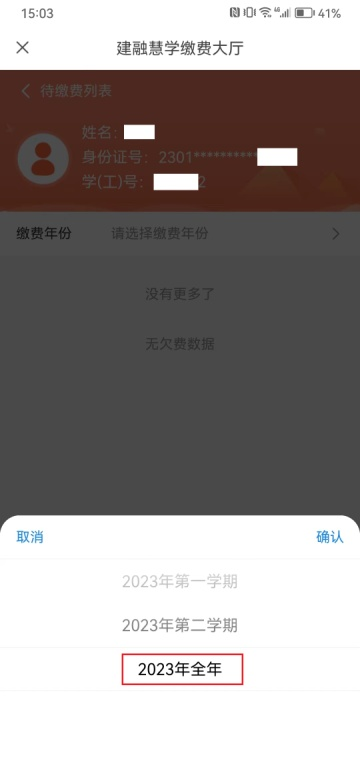 15:03
41%
建融慧学缴费大厅
待缴费列表
姓名:
身份证号: 2301**********
学(工)号: 2
缴费年份 请选择缴费年份
没有更多了
无欠费数据
取消 确认
2023年第一学期
2023年第二学期
2023年全年